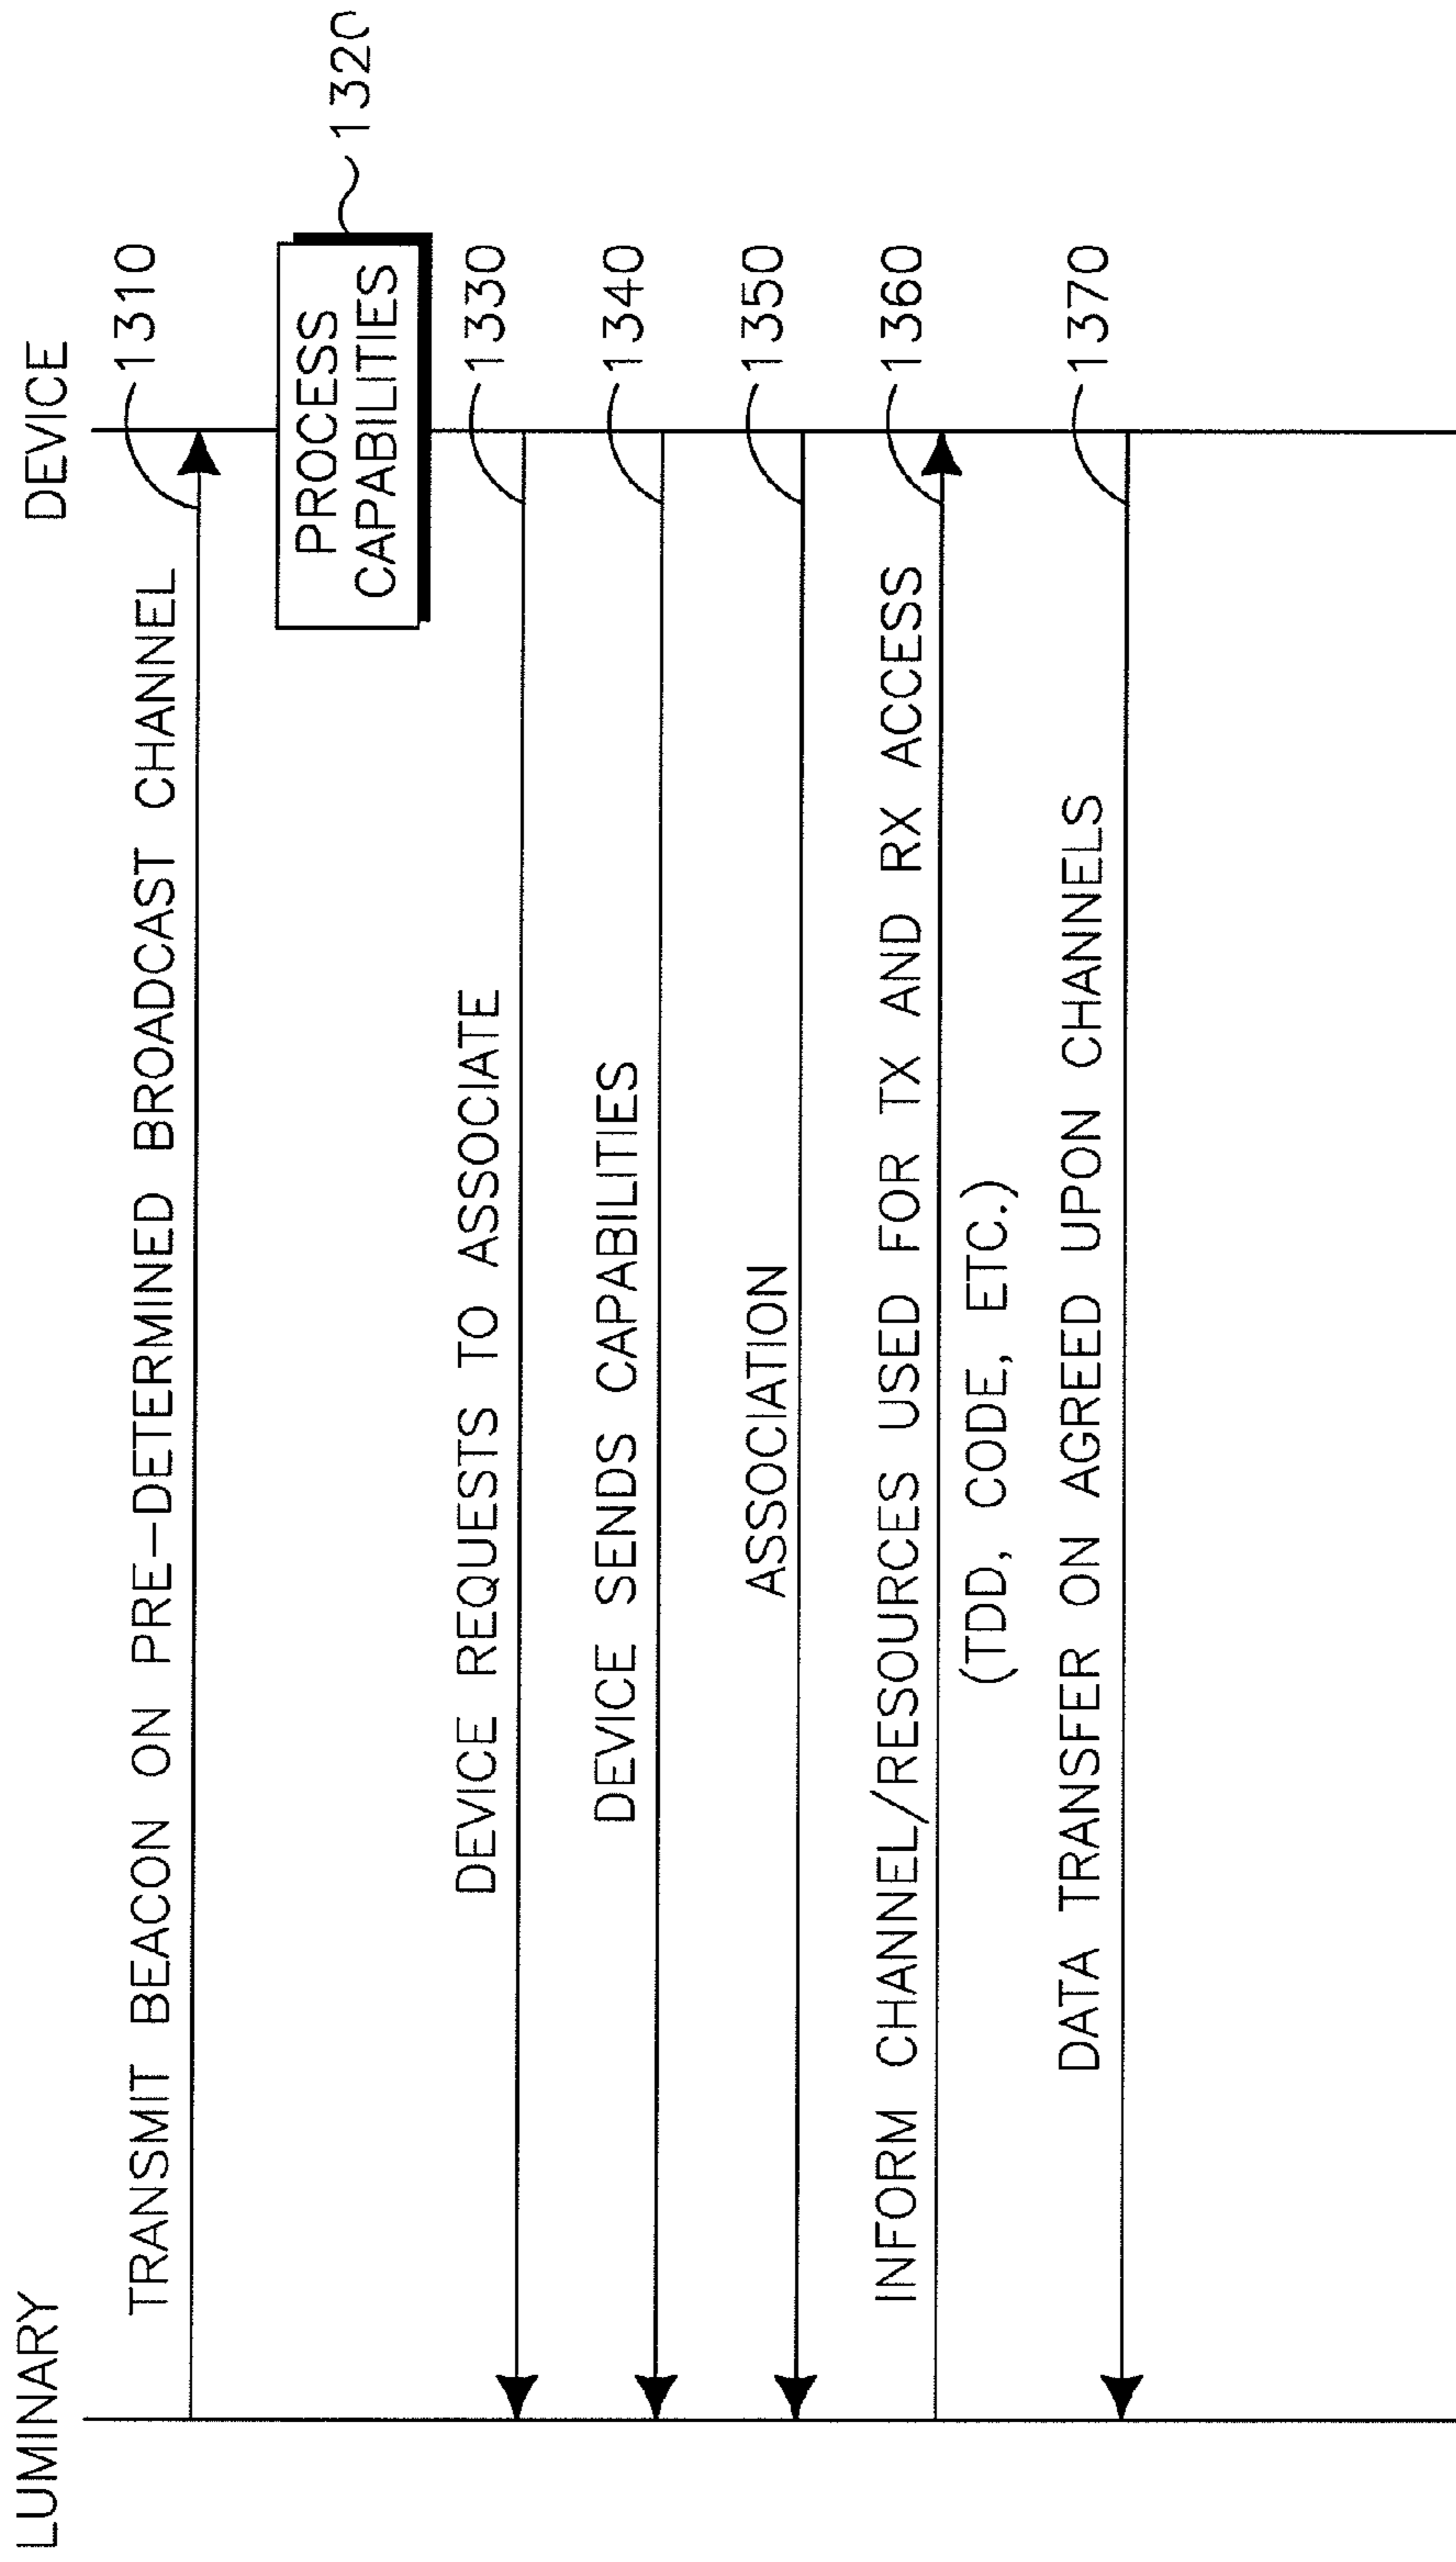 LUMINARY
DEVICE
TRANSMIT BEACON ON PRE-DETERMINED BROADCAST CHANNEL
1310
PROCESS
CAPABILITIES
1320
DEVICE REQUESTS TO ASSOCIATE
1330
DEVICE SENDS CAPABILITIES
1340
ASSOCIATION
1350
INFORM CHANNEL/RESOURCES USED FOR TX AND RX ACCESS
1360
(TDD, CODE, ETC.)
DATA TRANSFER ON AGREED UPON CHANNELS
1370